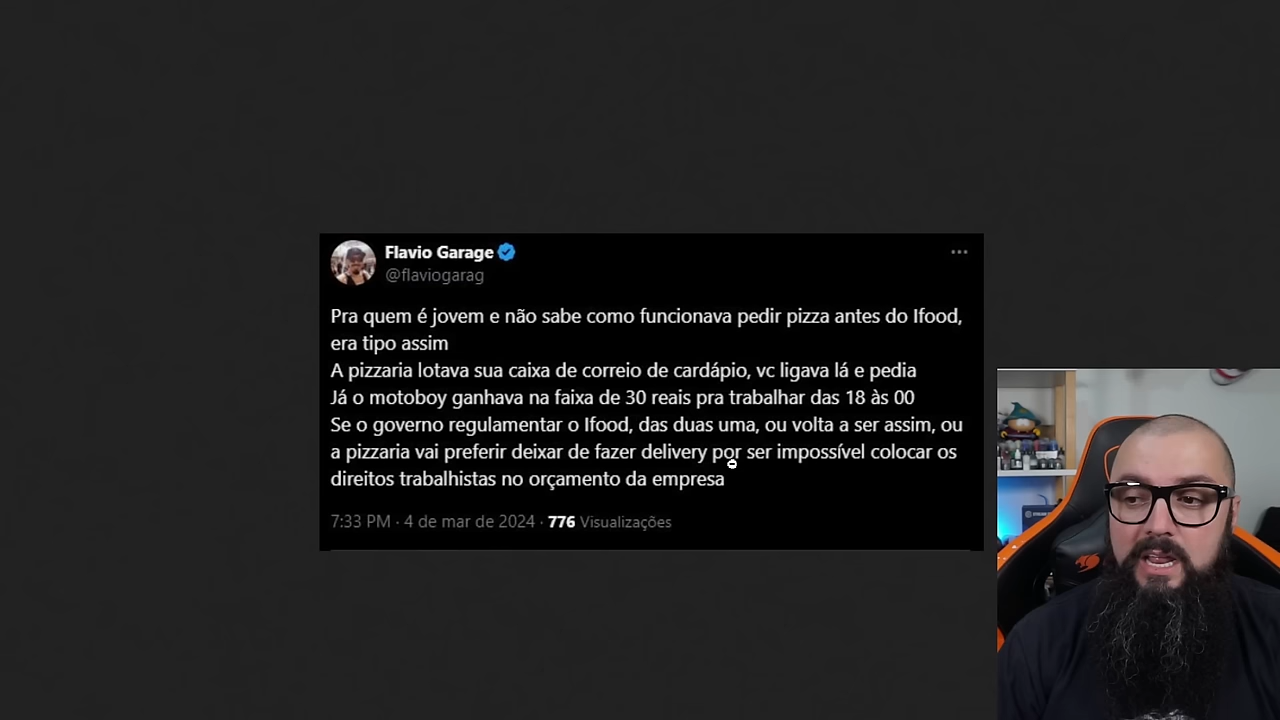 Flavio Garage
@flaviogarag
Pra quem é jovem e não sabe como funcionava pedir pizza antes do Ifood,
era tipo assim
A pizzaria lotava sua caixa de correio de cardápio, vc ligava lá e pedia
Já o motoboy ganhava na faixa de 30 reais pra trabalhar das 18 às 00
Se o governo regulamentar o Ifood, das duas uma, ou volta a ser assim, ou
a pizzaria vai preferir deixar de fazer delivery por ser impossível colocar os
direitos trabalhistas no orçamento da empresa
7:33 PM · 4 de mar de 2024 · 776 Visualizações